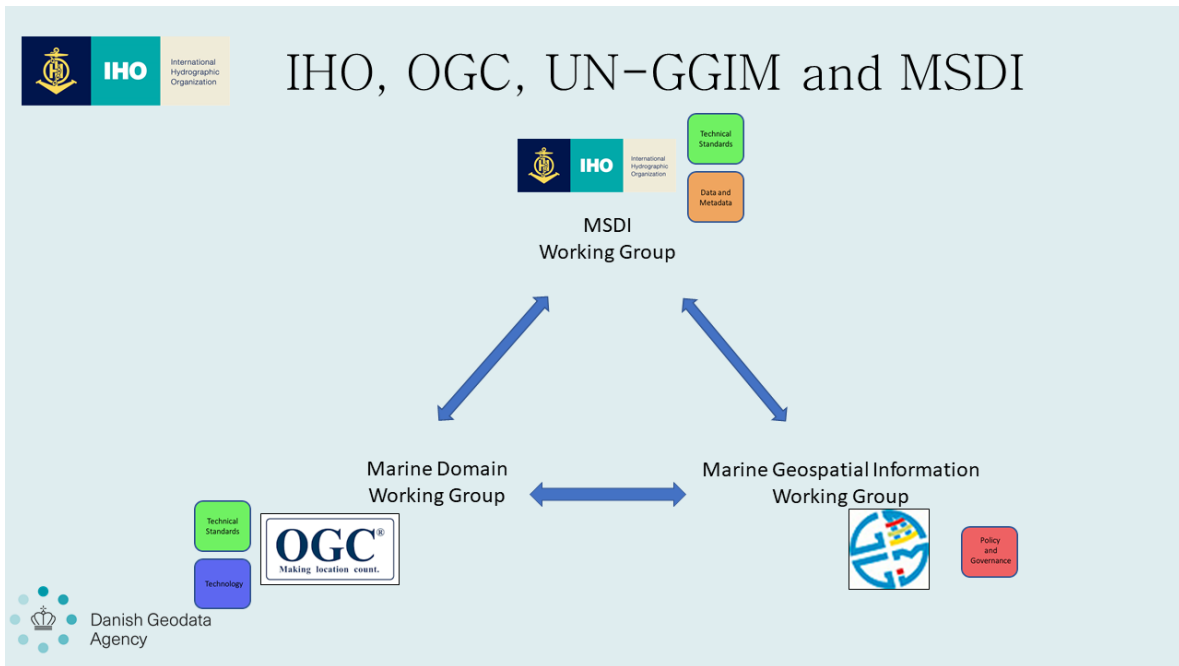 IHO
International
Hydrographic
Organization
IHO, OGC, UN-GGIM and MSDI
IHO
International
Hydrographic
Organization
Technical
Standards
Data and
Metadata
MSDI
Working Group
Marine Domain
Working Group
Marine Geospatial Information
Working Group
Technical
Standards
Technology
OGC®
Making location count.
Policy
and
Governance
Danish Geodata
Agency